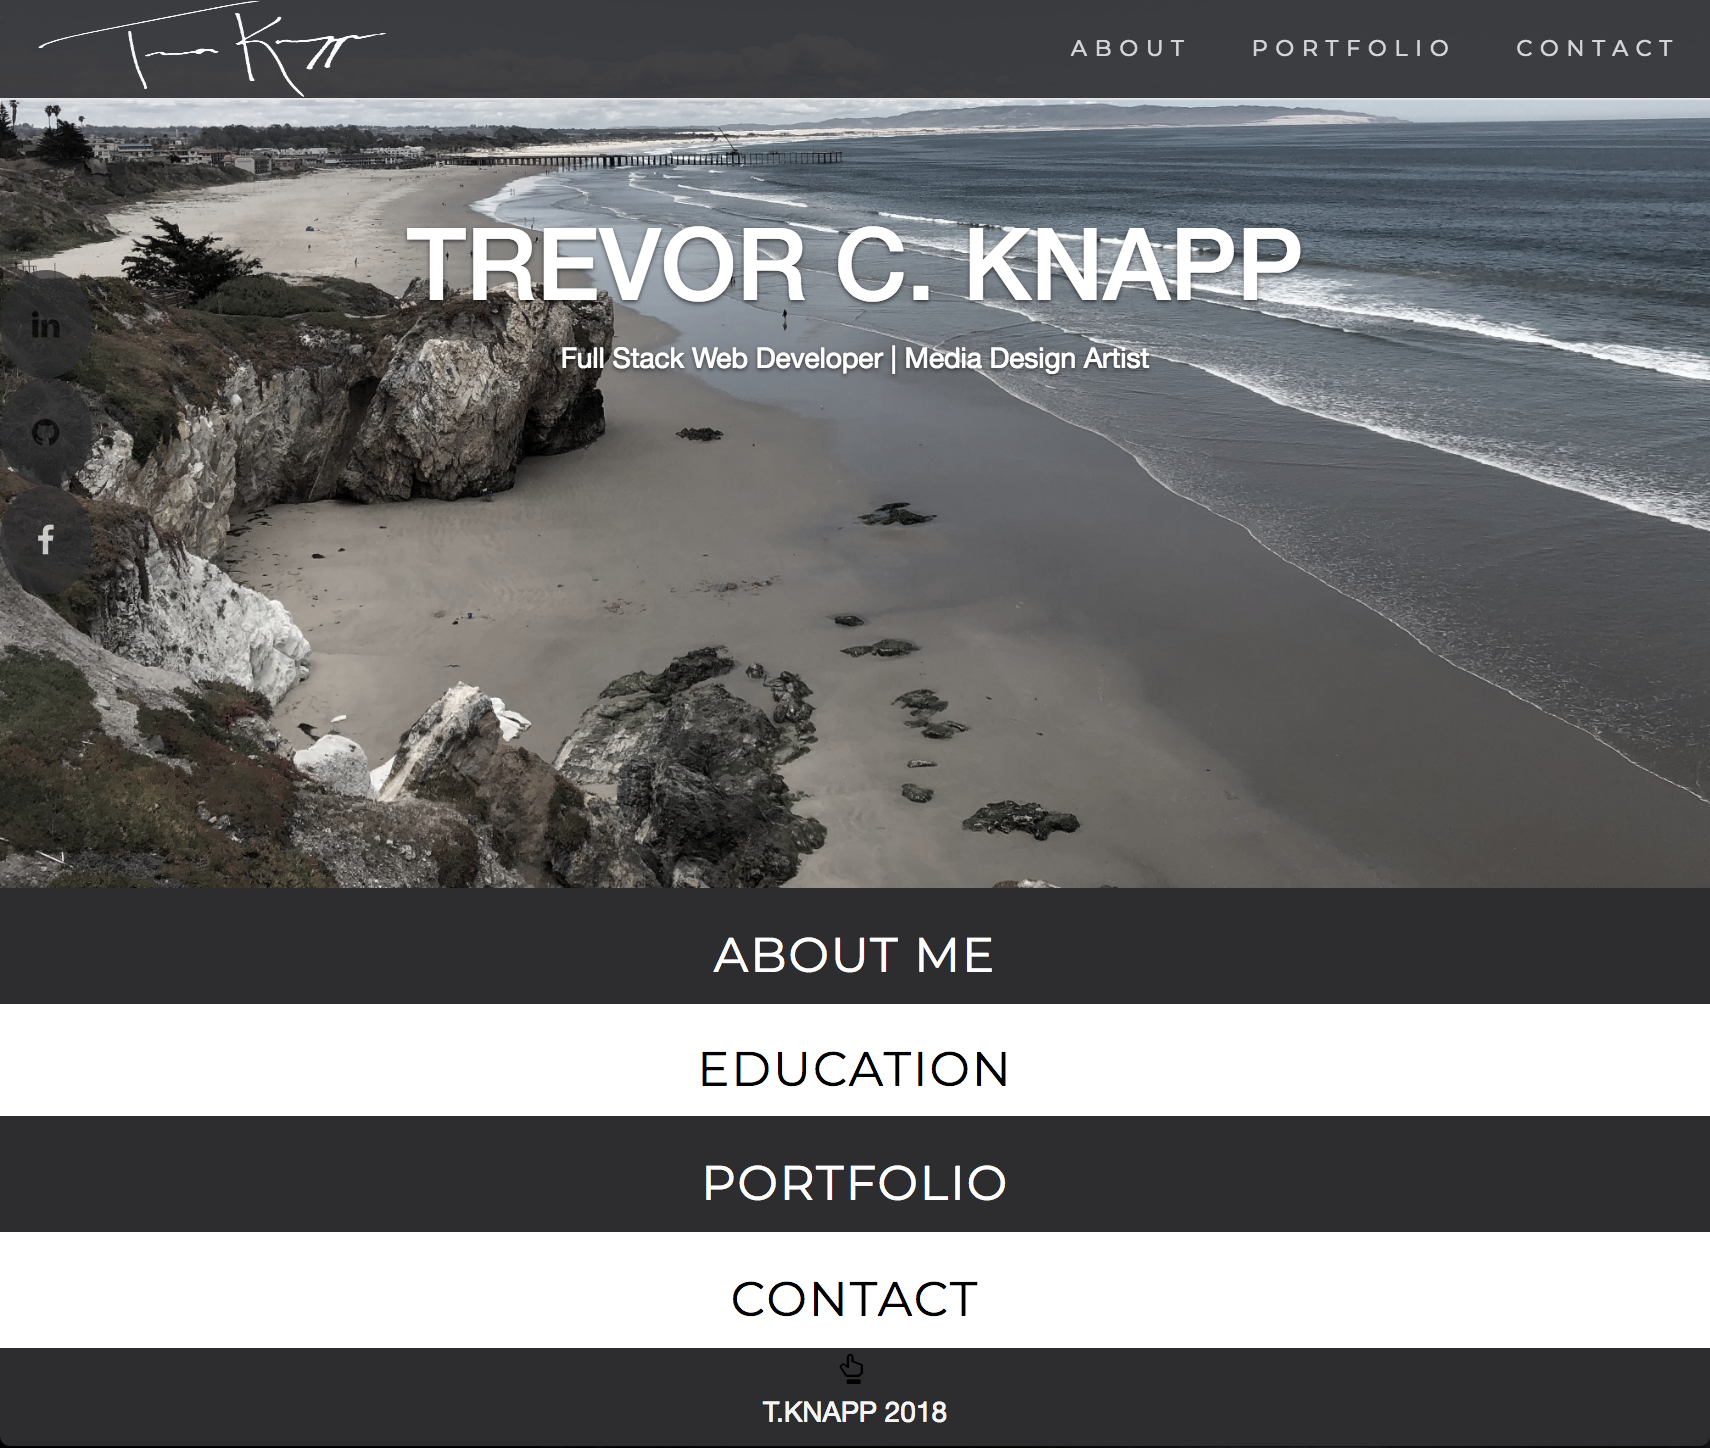 ABOUT PORTFOLIO CONTACT
TREVOR C. KNAPP
Full Stack Web Developer | Media Design Artist
in
f
ABOUT ME
EDUCATION
PORTFOLIO
CONTACT
T.KNAPP 2018